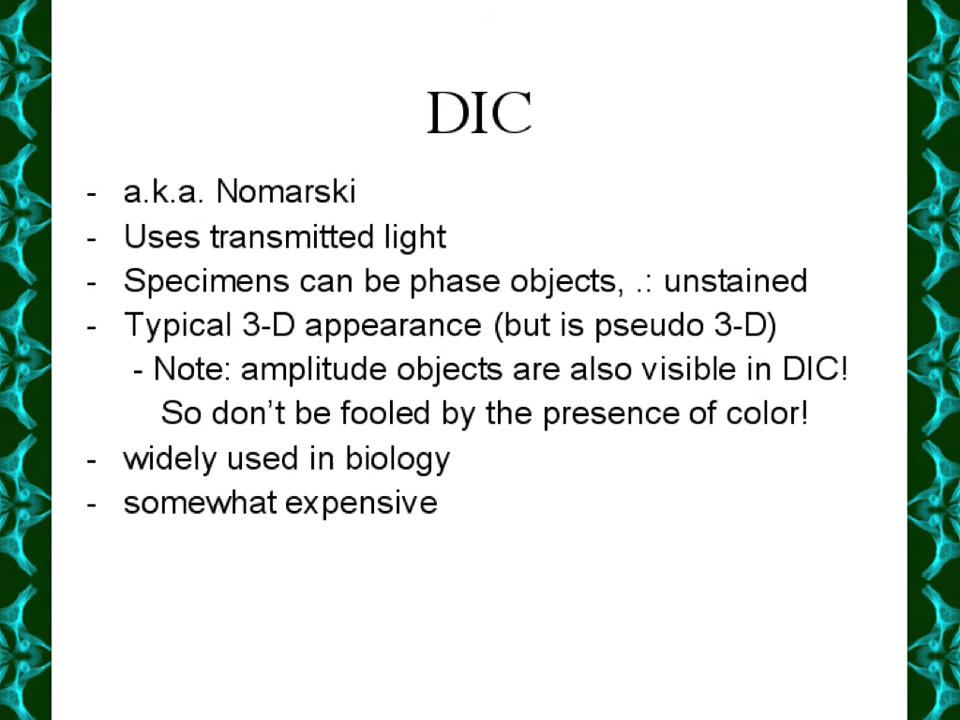 DIC
- a.k.a. Nomarski
- Uses transmitted light
- Specimens can be phase objects, .: unstained
- Typical 3-D appearance (but is pseudo 3-D)
- Note: amplitude objects are also visible in DIC!
So don’t be fooled by the presence of color!
- widely used in biology
- somewhat expensive